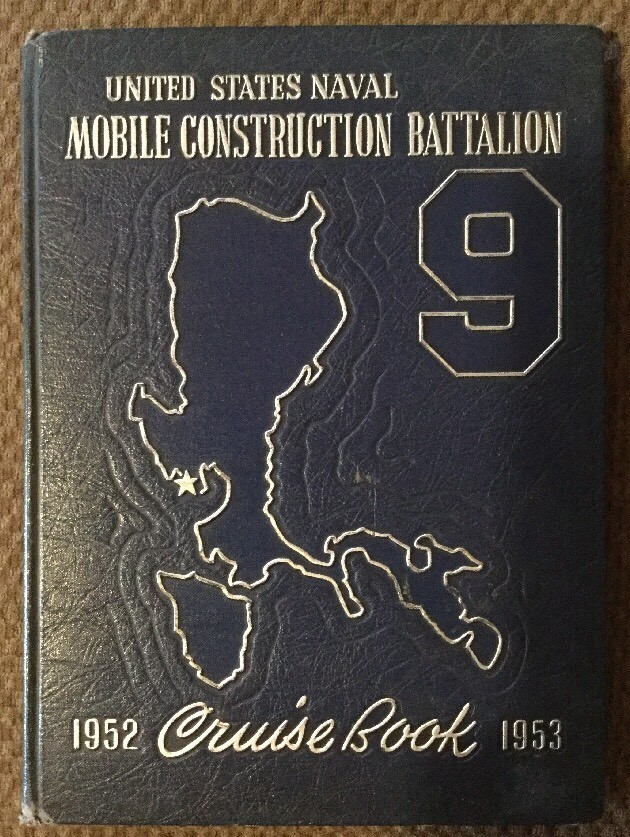 UNITED STATES NAVAL
MOBILE CONSTRUCTION BATTALION
9
1952 Cruise Book 1953